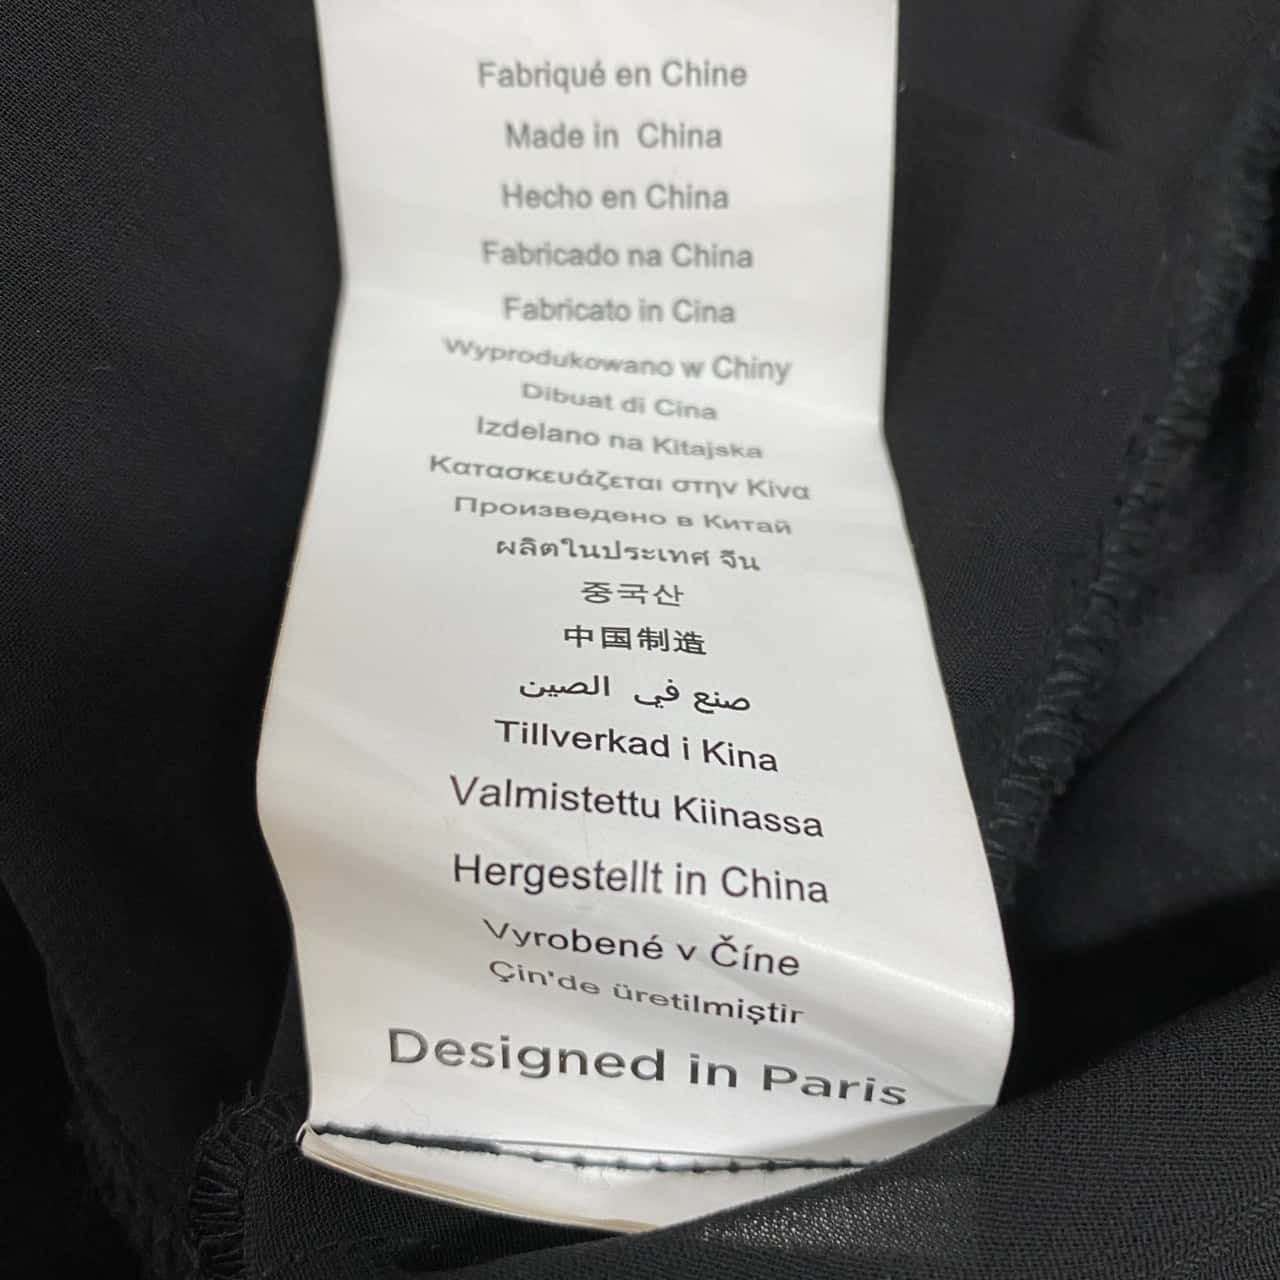 Fabriqué en Chine
Made in China
Hecho en China
Fabricado na China
Fabricato in Cina
Wyprodukowano w Chiny
Dibuat di Cina
Izdelano na Kitajska
Κατασκευάζεται στην Κίνα
Произведено в Китай
ผลิตในประเทศ จีน
중국산
中国制造
صنع في الصين
Tillverkad i Kina
Valmistettu Kiinassa
Hergestellt in China
Vyrobené v Číne
Çin'de üretilmiştir
Designed in Paris